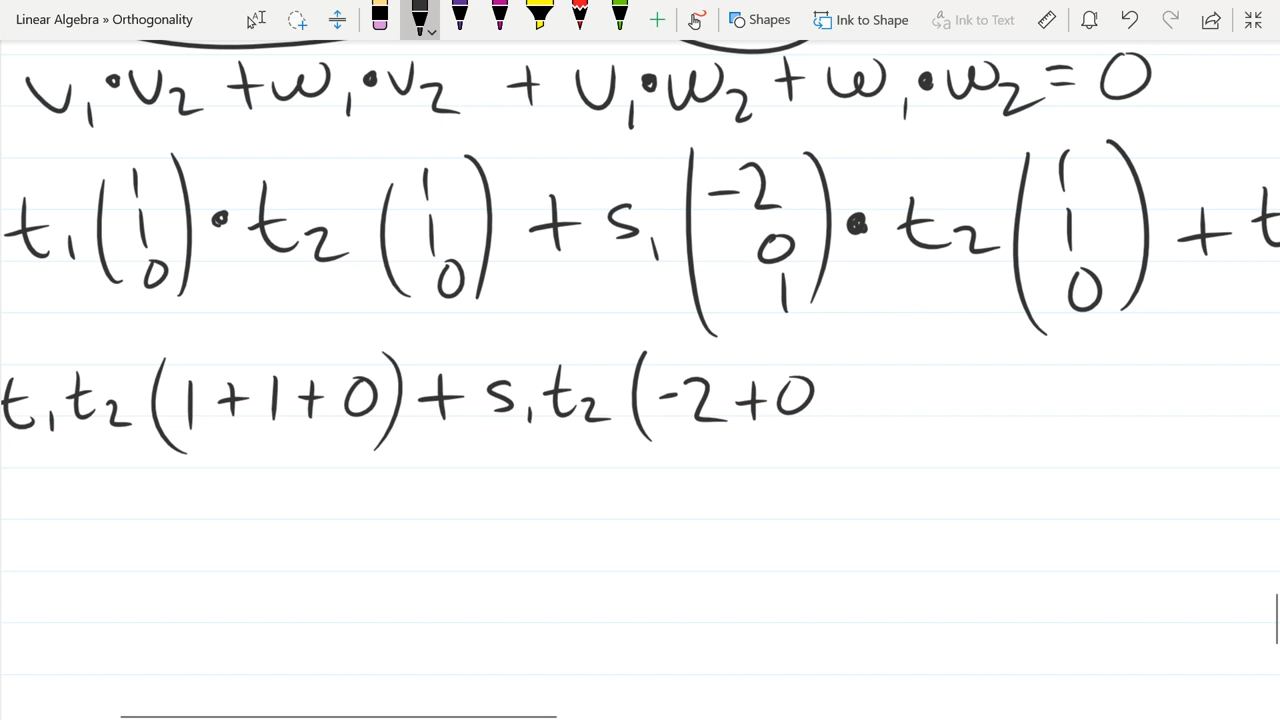 Linear Algebra » Orthogonality Shapes Ink to Shape Ink to Text
v₁•v₂ + w₁•v₂ + v₁•w₂ + w₁•w₂ = 0
t₁(1 1 0)•t₂(1 1 0) + s₁(-2 0 1)•t₂(1 1 0) + t
t₁t₂(1+1+0) + s₁t₂(-2+0